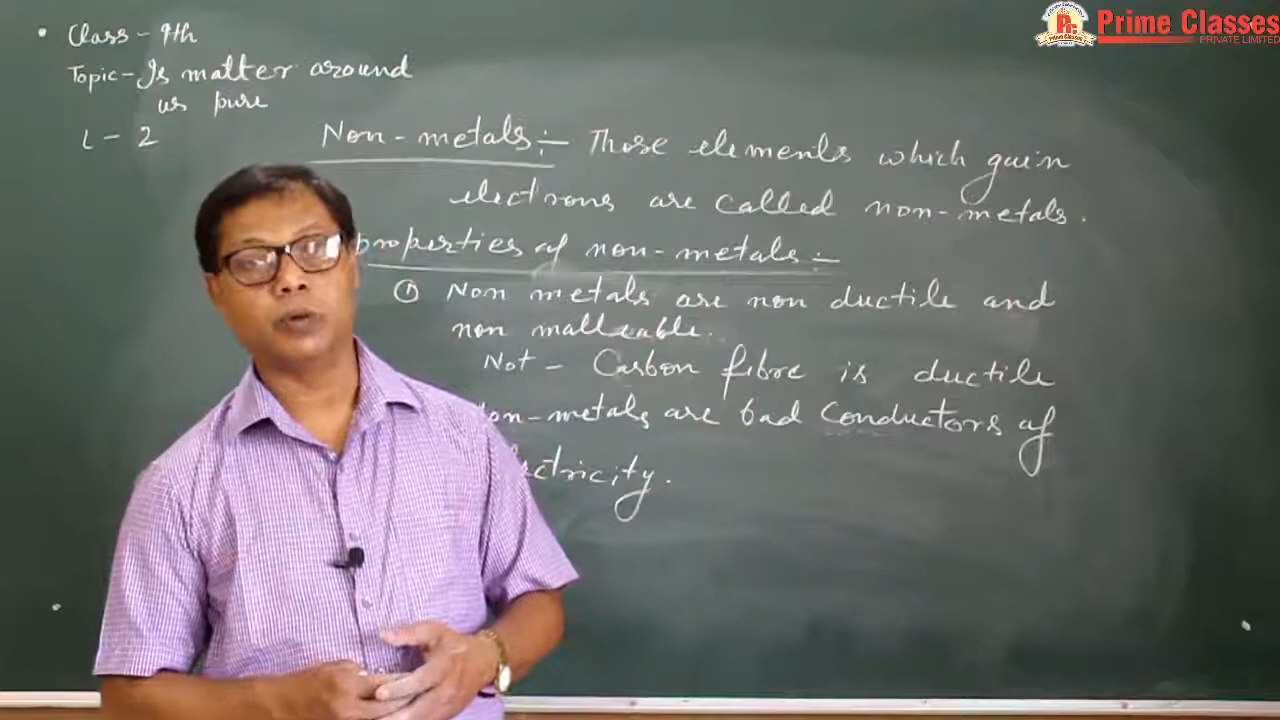 • Class - 9th
Topic - Is matter around
us pure
L - 2
Prime Classes
PRIVATE LIMITED
Non-metals :- Those elements which gain
electrons are called non-metals.
properties of non-metals :-
① Non metals are non ductile and
non malleable.
Not - Carbon fibre is ductile
on-metals are bad conductors of
ctricity.